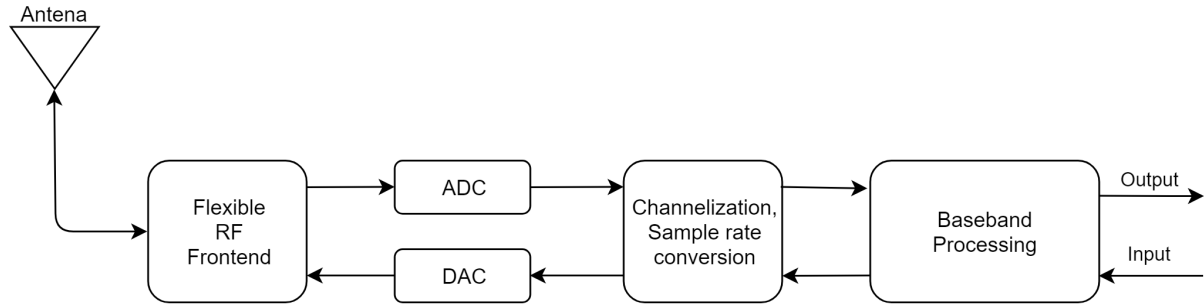 Antena
Flexible
RF
Frontend
ADC
DAC
Channelization,
Sample rate
conversion
Baseband
Processing
Output
Input